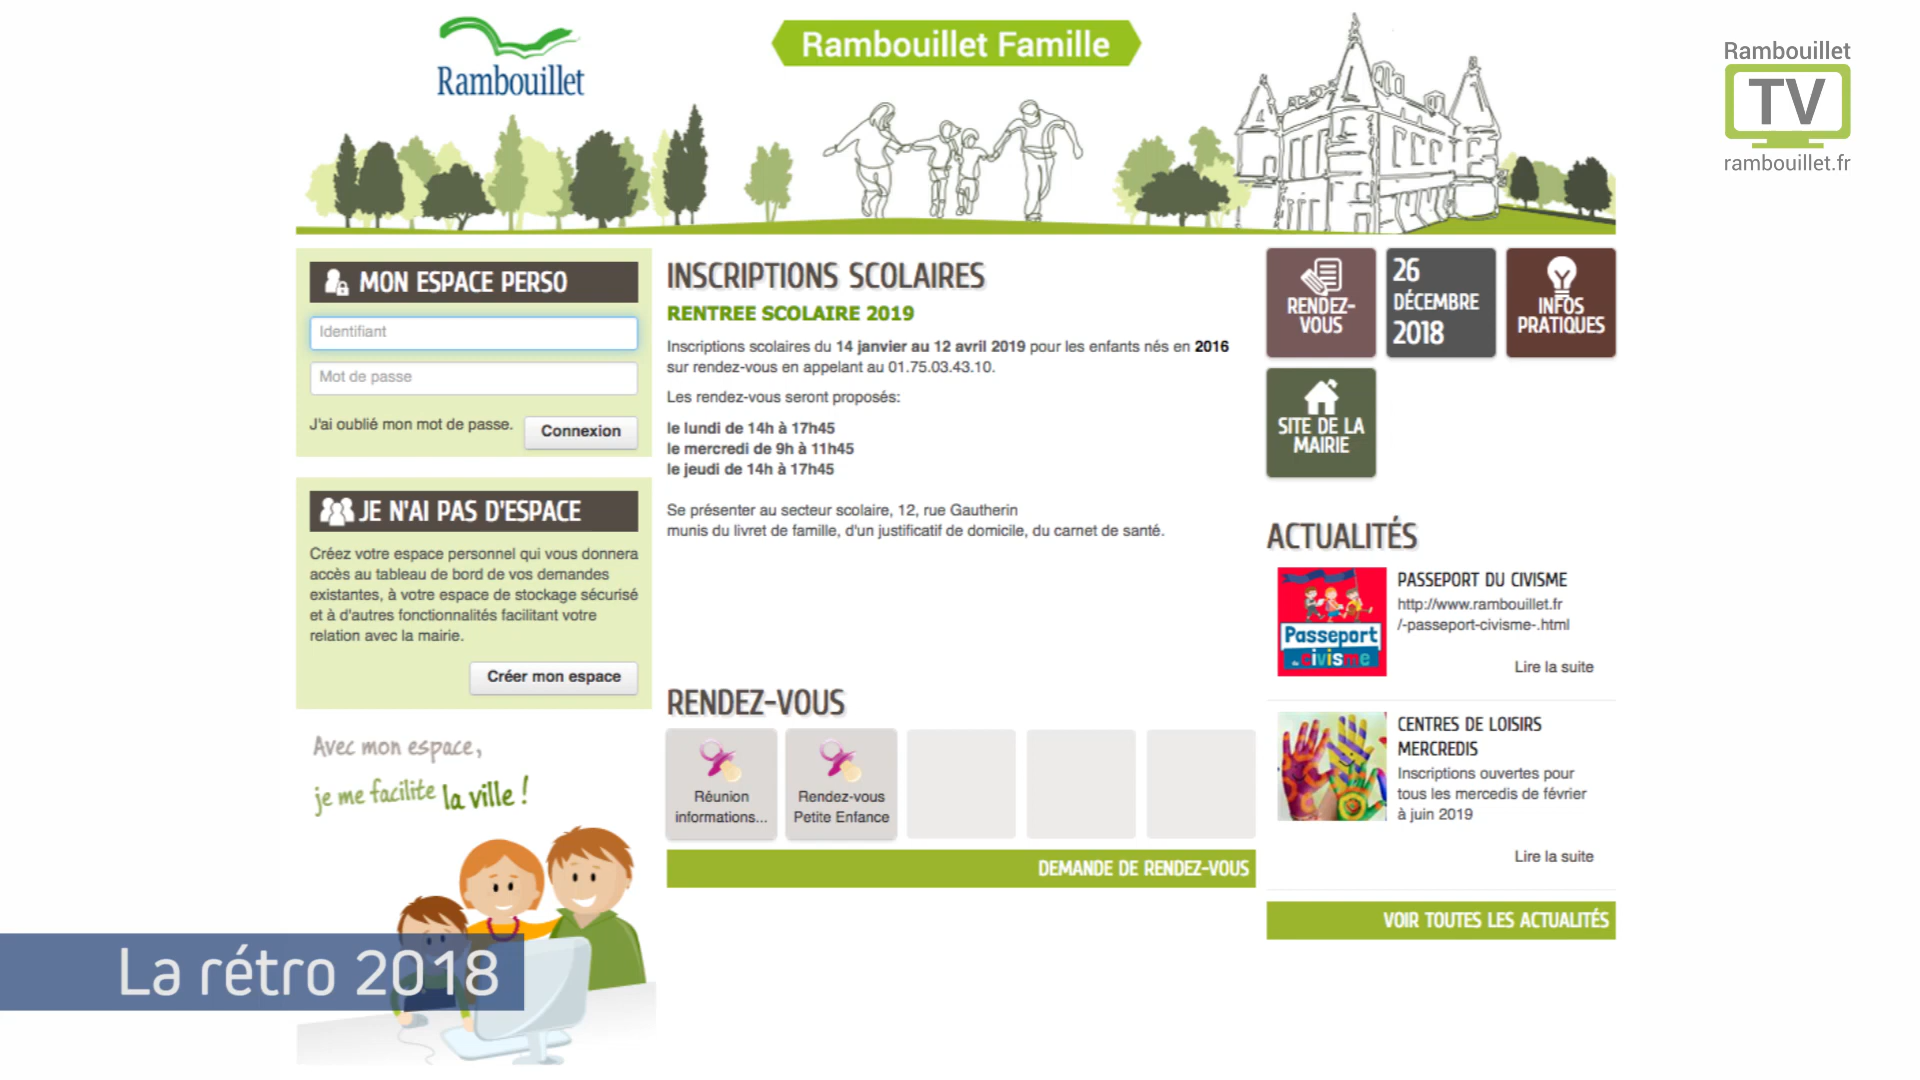 Rambouillet
Rambouillet Famille
Rambouillet
TV
rambouillet.fr
MON ESPACE PERSO
Identifiant
Mot de passe
J'ai oublié mon mot de passe.
Connexion
JE N'AI PAS D'ESPACE
Créez votre espace personnel qui vous donnera
accès au tableau de bord de vos demandes
existantes, à votre espace de stockage sécurisé
et à d'autres fonctionnalités facilitant votre
relation avec la mairie.
Créer mon espace
Avec mon espace,
je me facilite la ville !
INSCRIPTIONS SCOLAIRES
RENTREE SCOLAIRE 2019
Inscriptions scolaires du 14 janvier au 12 avril 2019 pour les enfants nés en 2016
sur rendez-vous en appelant au 01.75.03.43.10.
Les rendez-vous seront proposés:
le lundi de 14h à 17h45
le mercredi de 9h à 11h45
le jeudi de 14h à 17h45
Se présenter au secteur scolaire, 12, rue Gautherin
munis du livret de famille, d'un justificatif de domicile, du carnet de santé.
RENDEZ-VOUS
Réunion
informations...
Rendez-vous
Petite Enfance
DEMANDE DE RENDEZ-VOUS
RENDEZ-
VOUS
26
DÉCEMBRE
2018
INFOS
PRATIQUES
SITE DE LA
MAIRIE
ACTUALITÉS
Passeport
du civisme
PASSEPORT DU CIVISME
http://www.rambouillet.fr
/-passeport-civisme-.html
Lire la suite
CENTRES DE LOISIRS
MERCREDIS
Inscriptions ouvertes pour
tous les mercedis de février
à juin 2019
Lire la suite
VOIR TOUTES LES ACTUALITÉS
La rétro 2018